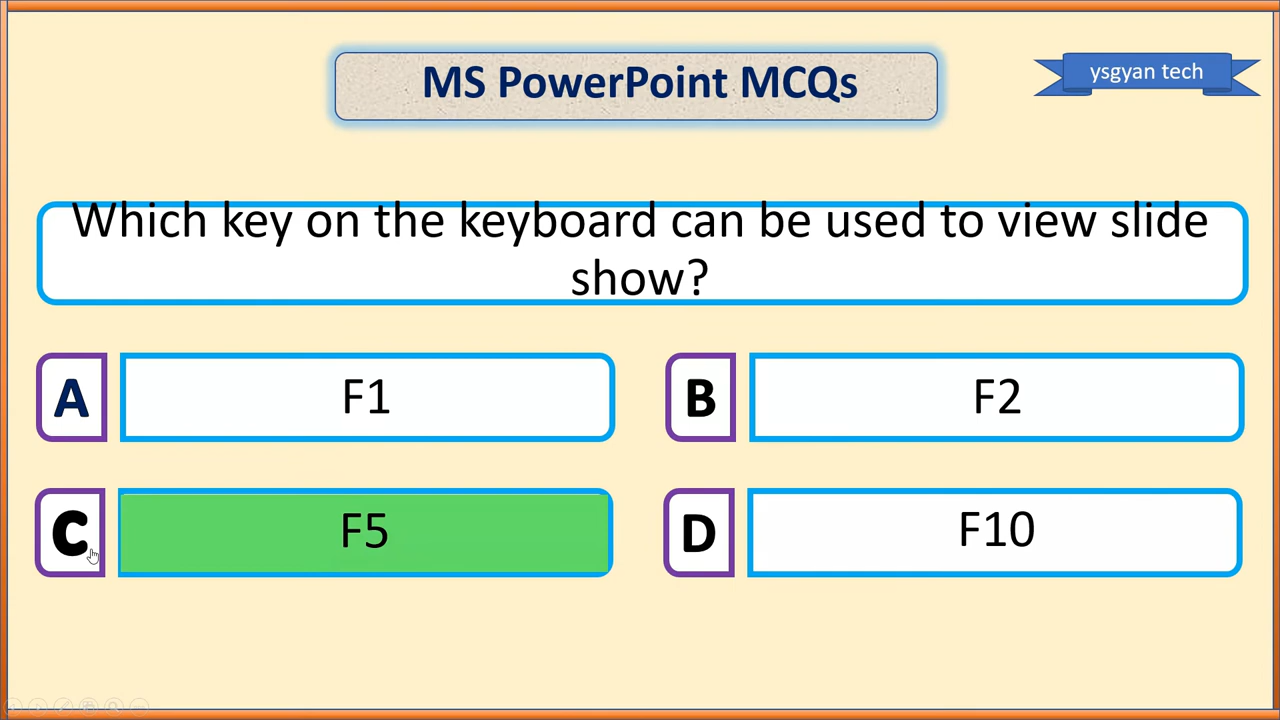 MS PowerPoint MCQs
ysgyan tech
Which key on the keyboard can be used to view slide
show?
A
F1
B
F2
C
F5
D
F10